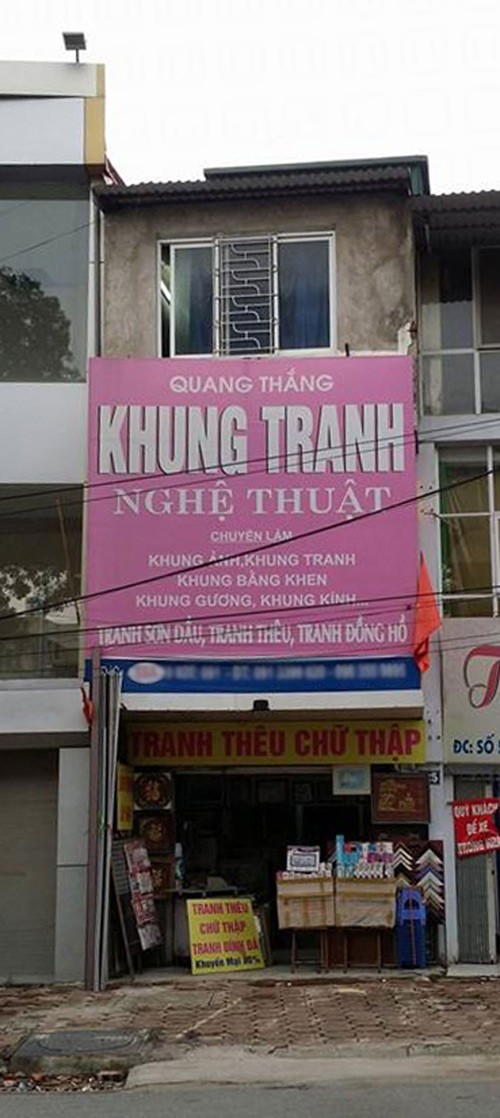 QUANG THẮNG
KHUNG TRANH
NGHỆ THUẬT
CHUYÊN LÀM
KHUNG ẢNH,KHUNG TRANH
KHUNG BẰNG KHEN
KHUNG GƯƠNG, KHUNG KÍNH...
TRANH SƠN DẦU, TRANH THÊU, TRANH ĐỒNG HỒ
TRANH THÊU CHỮ THẬP
TRANH THÊU
CHỮ THẬP
TRANH ĐÍNH ĐÁ
Khuyến Mại
ĐC: SỐ
QUÝ KHÁCH
ĐỂ XE
TRONG